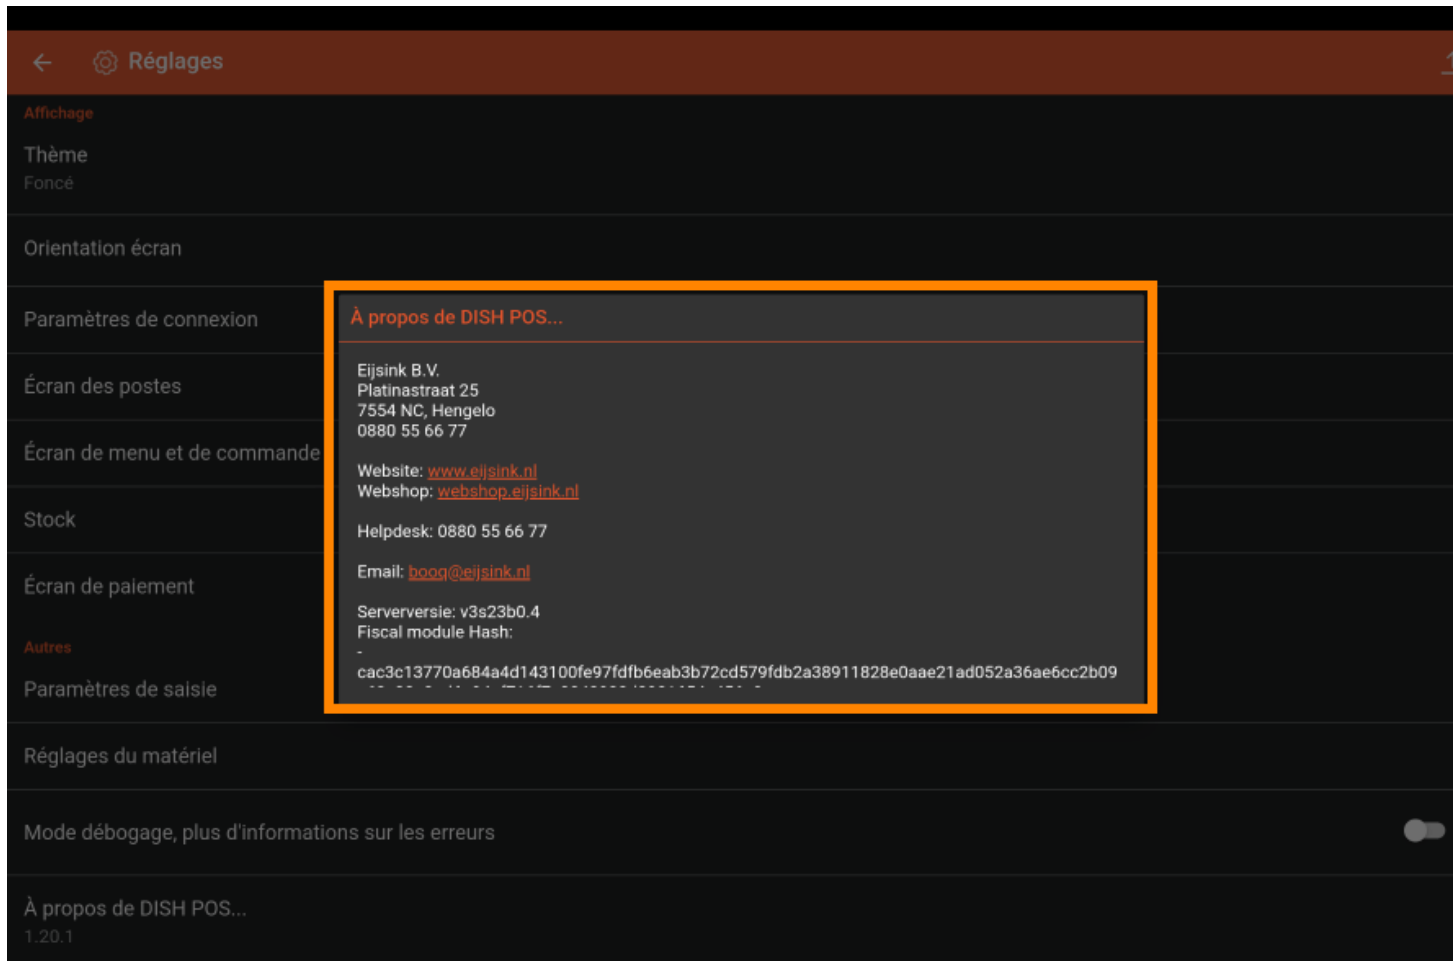 Réglages
Affichage
Thème
Foncé
Orientation écran
Paramètres de connexion
Écran des postes
Écran de menu et de commande
Stock
Écran de paiement
Autres
Paramètres de saisie
Réglages du matériel
Mode débogage, plus d'informations sur les erreurs
À propos de DISH POS...
1.20.1
À propos de DISH POS...
Eijsink B.V.
Platinastraat 25
7554 NC, Hengelo
0880 55 66 77
Website: www.eijsink.nl
Webshop: webshop.eijsink.nl
Helpdesk: 0880 55 66 77
Email: booq@eijsink.nl
Serverversie: v3s23b0.4
Fiscal module Hash:
-
cac3c13770a684a4d143100fe97fdfb6eab3b72cd579fdb2a38911828e0aae21ad052a36ae6cc2b09